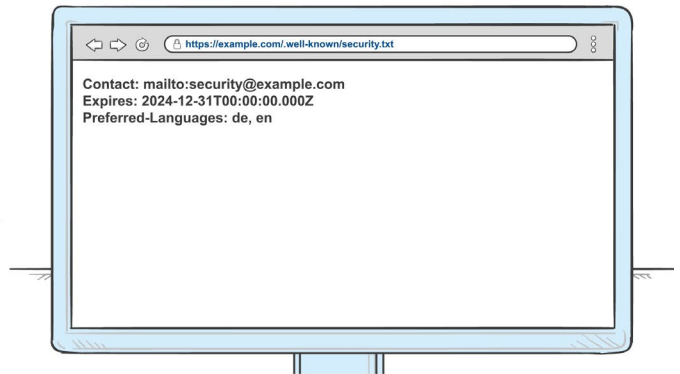 https://example.com/.well-known/security.txt
Contact: mailto:security@example.com
Expires: 2024-12-31T00:00:00.000Z
Preferred-Languages: de, en